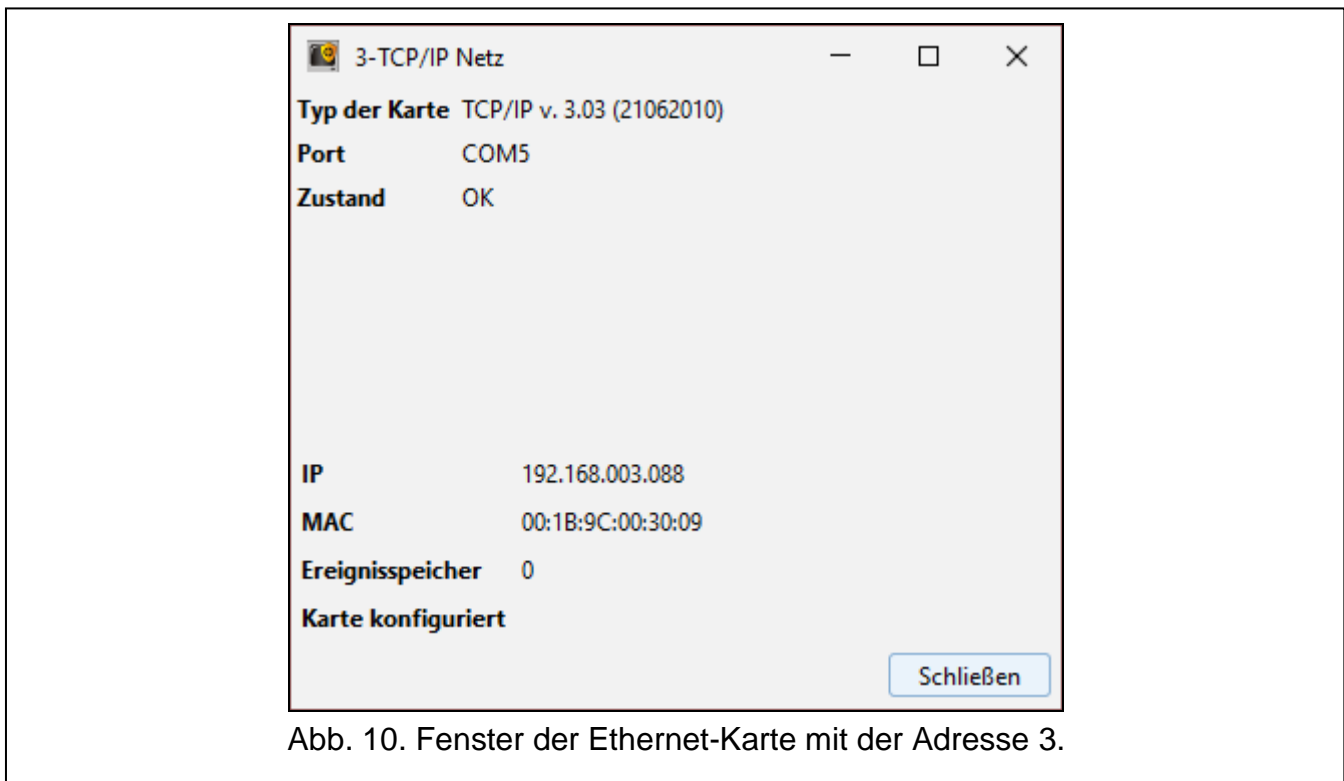 3-TCP/IP Netz
Typ der Karte TCP/IP v. 3.03 (21062010)
Port COM5
Zustand OK
IP 192.168.003.088
MAC 00:1B:9C:00:30:09
Ereignisspeicher 0
Karte konfiguriert
Schließen
Abb. 10. Fenster der Ethernet-Karte mit der Adresse 3.